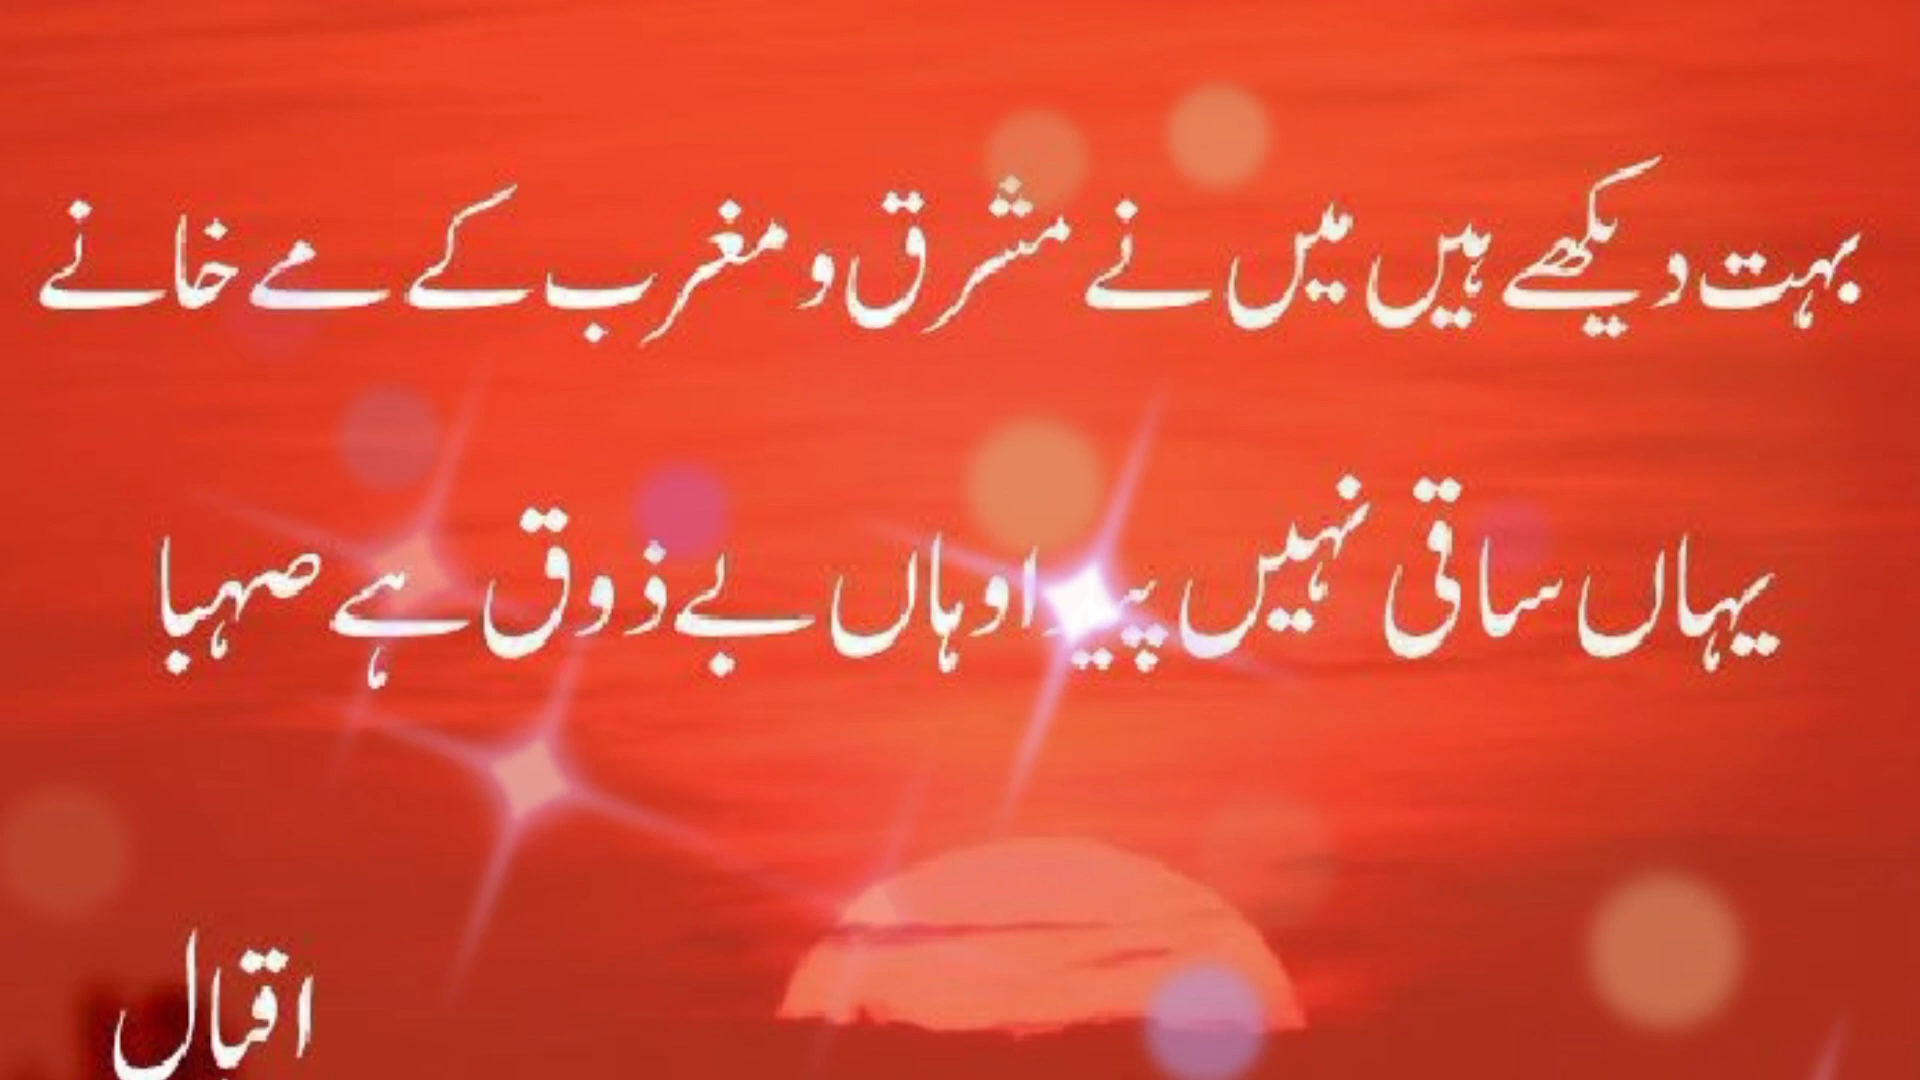 بہت دیکھے ہیں میں نے مشرق و مغرب کے مے خانے
یہاں ساقی نہیں پیدا وہاں بے ذوق ہے صہبا
اقبال